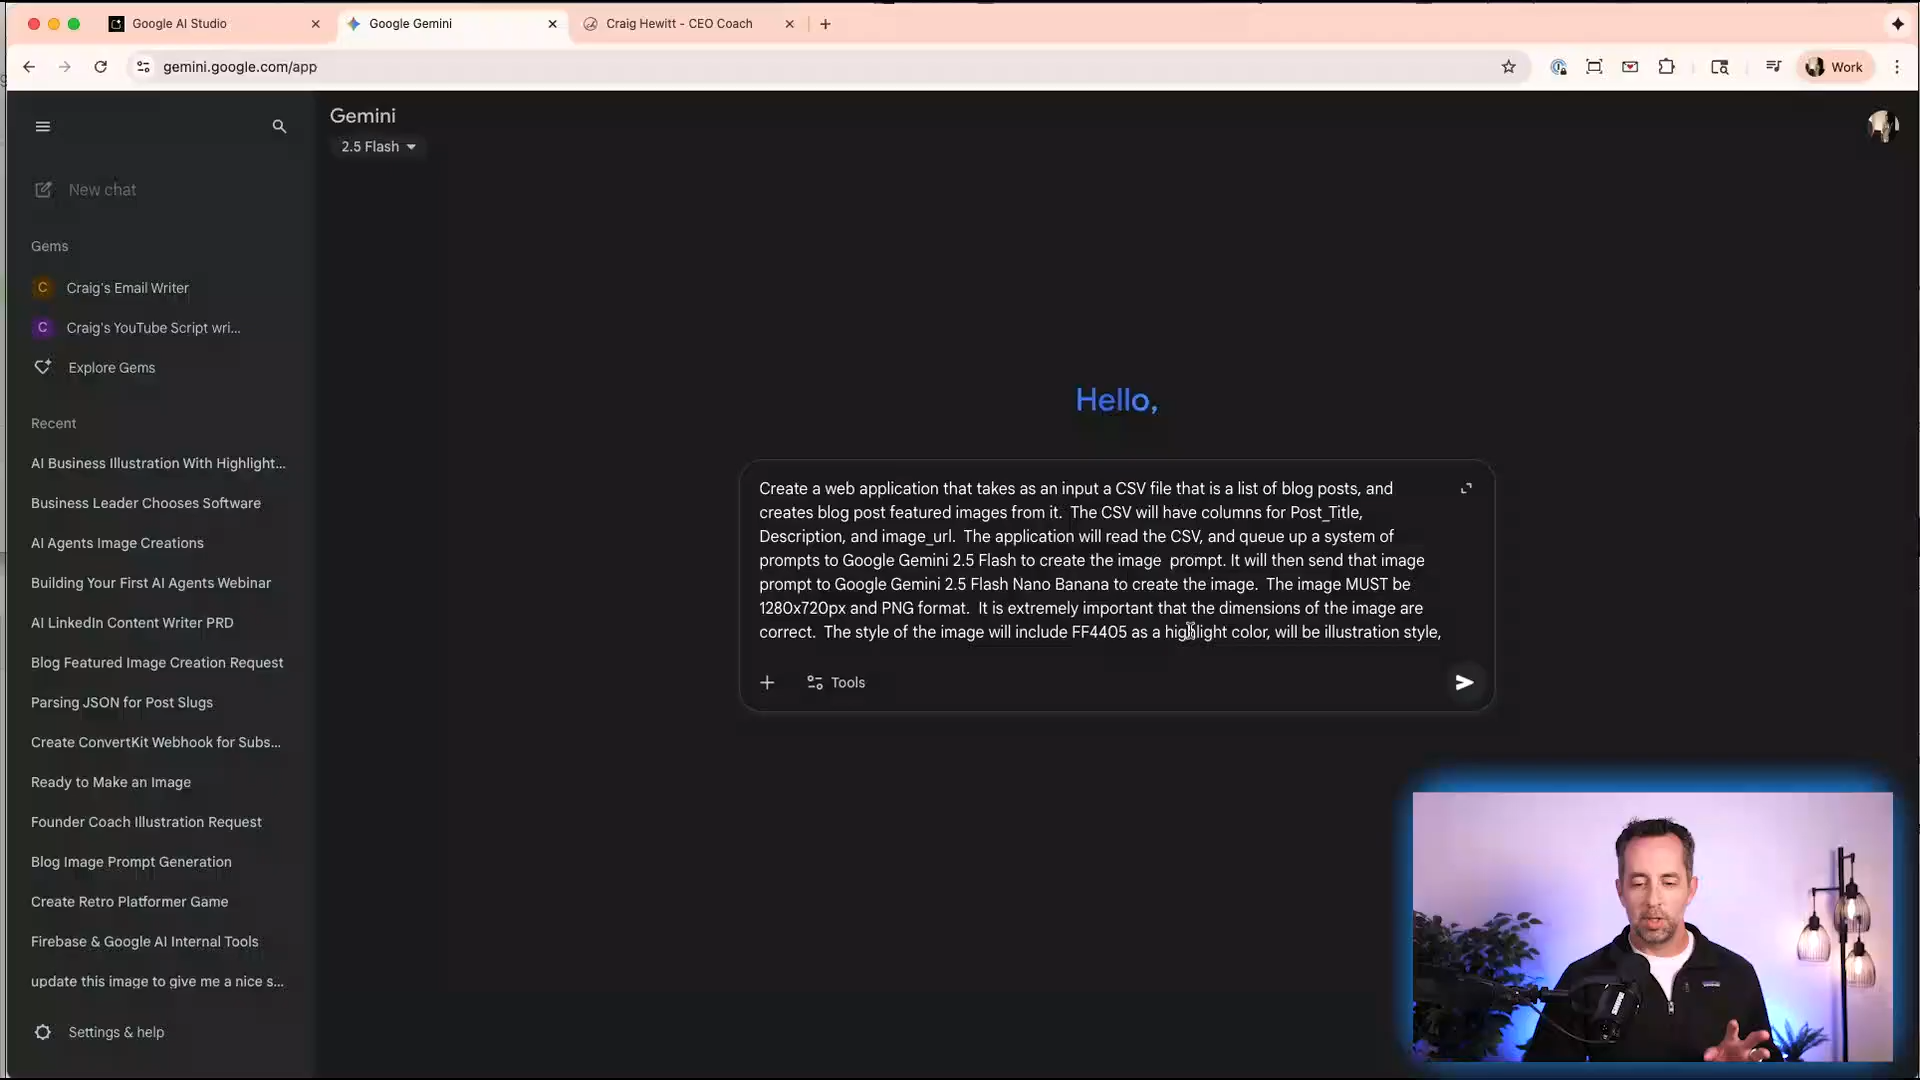 Google AI Studio
Google Gemini
Craig Hewitt - CEO Coach
gemini.google.com/app
Work
Gemini
2.5 Flash
New chat
Gems
C Craig's Email Writer
C Craig's YouTube Script wri...
Explore Gems
Recent
AI Business Illustration With Highlight...
Business Leader Chooses Software
AI Agents Image Creations
Building Your First AI Agents Webinar
AI LinkedIn Content Writer PRD
Blog Featured Image Creation Request
Parsing JSON for Post Slugs
Create ConvertKit Webhook for Subs...
Ready to Make an Image
Founder Coach Illustration Request
Blog Image Prompt Generation
Create Retro Platformer Game
Firebase & Google AI Internal Tools
update this image to give me a nice s...
Settings & help
Hello,
Create a web application that takes as an input a CSV file that is a list of blog posts, and
creates blog post featured images from it. The CSV will have columns for Post_Title,
Description, and image_url. The application will read the CSV, and queue up a system of
prompts to Google Gemini 2.5 Flash to create the image prompt. It will then send that image
prompt to Google Gemini 2.5 Flash Nano Banana to create the image. The image MUST be
1280x720px and PNG format. It is extremely important that the dimensions of the image are
correct. The style of the image will include FF4405 as a highlight color, will be illustration style,
Tools